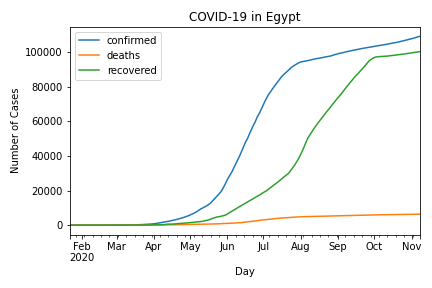 COVID-19 in Egypt
confirmed
deaths
recovered
Number of Cases
100000
80000
60000
40000
20000
0
Feb Mar Apr May Jun Jul Aug Sep Oct Nov
2020
Day